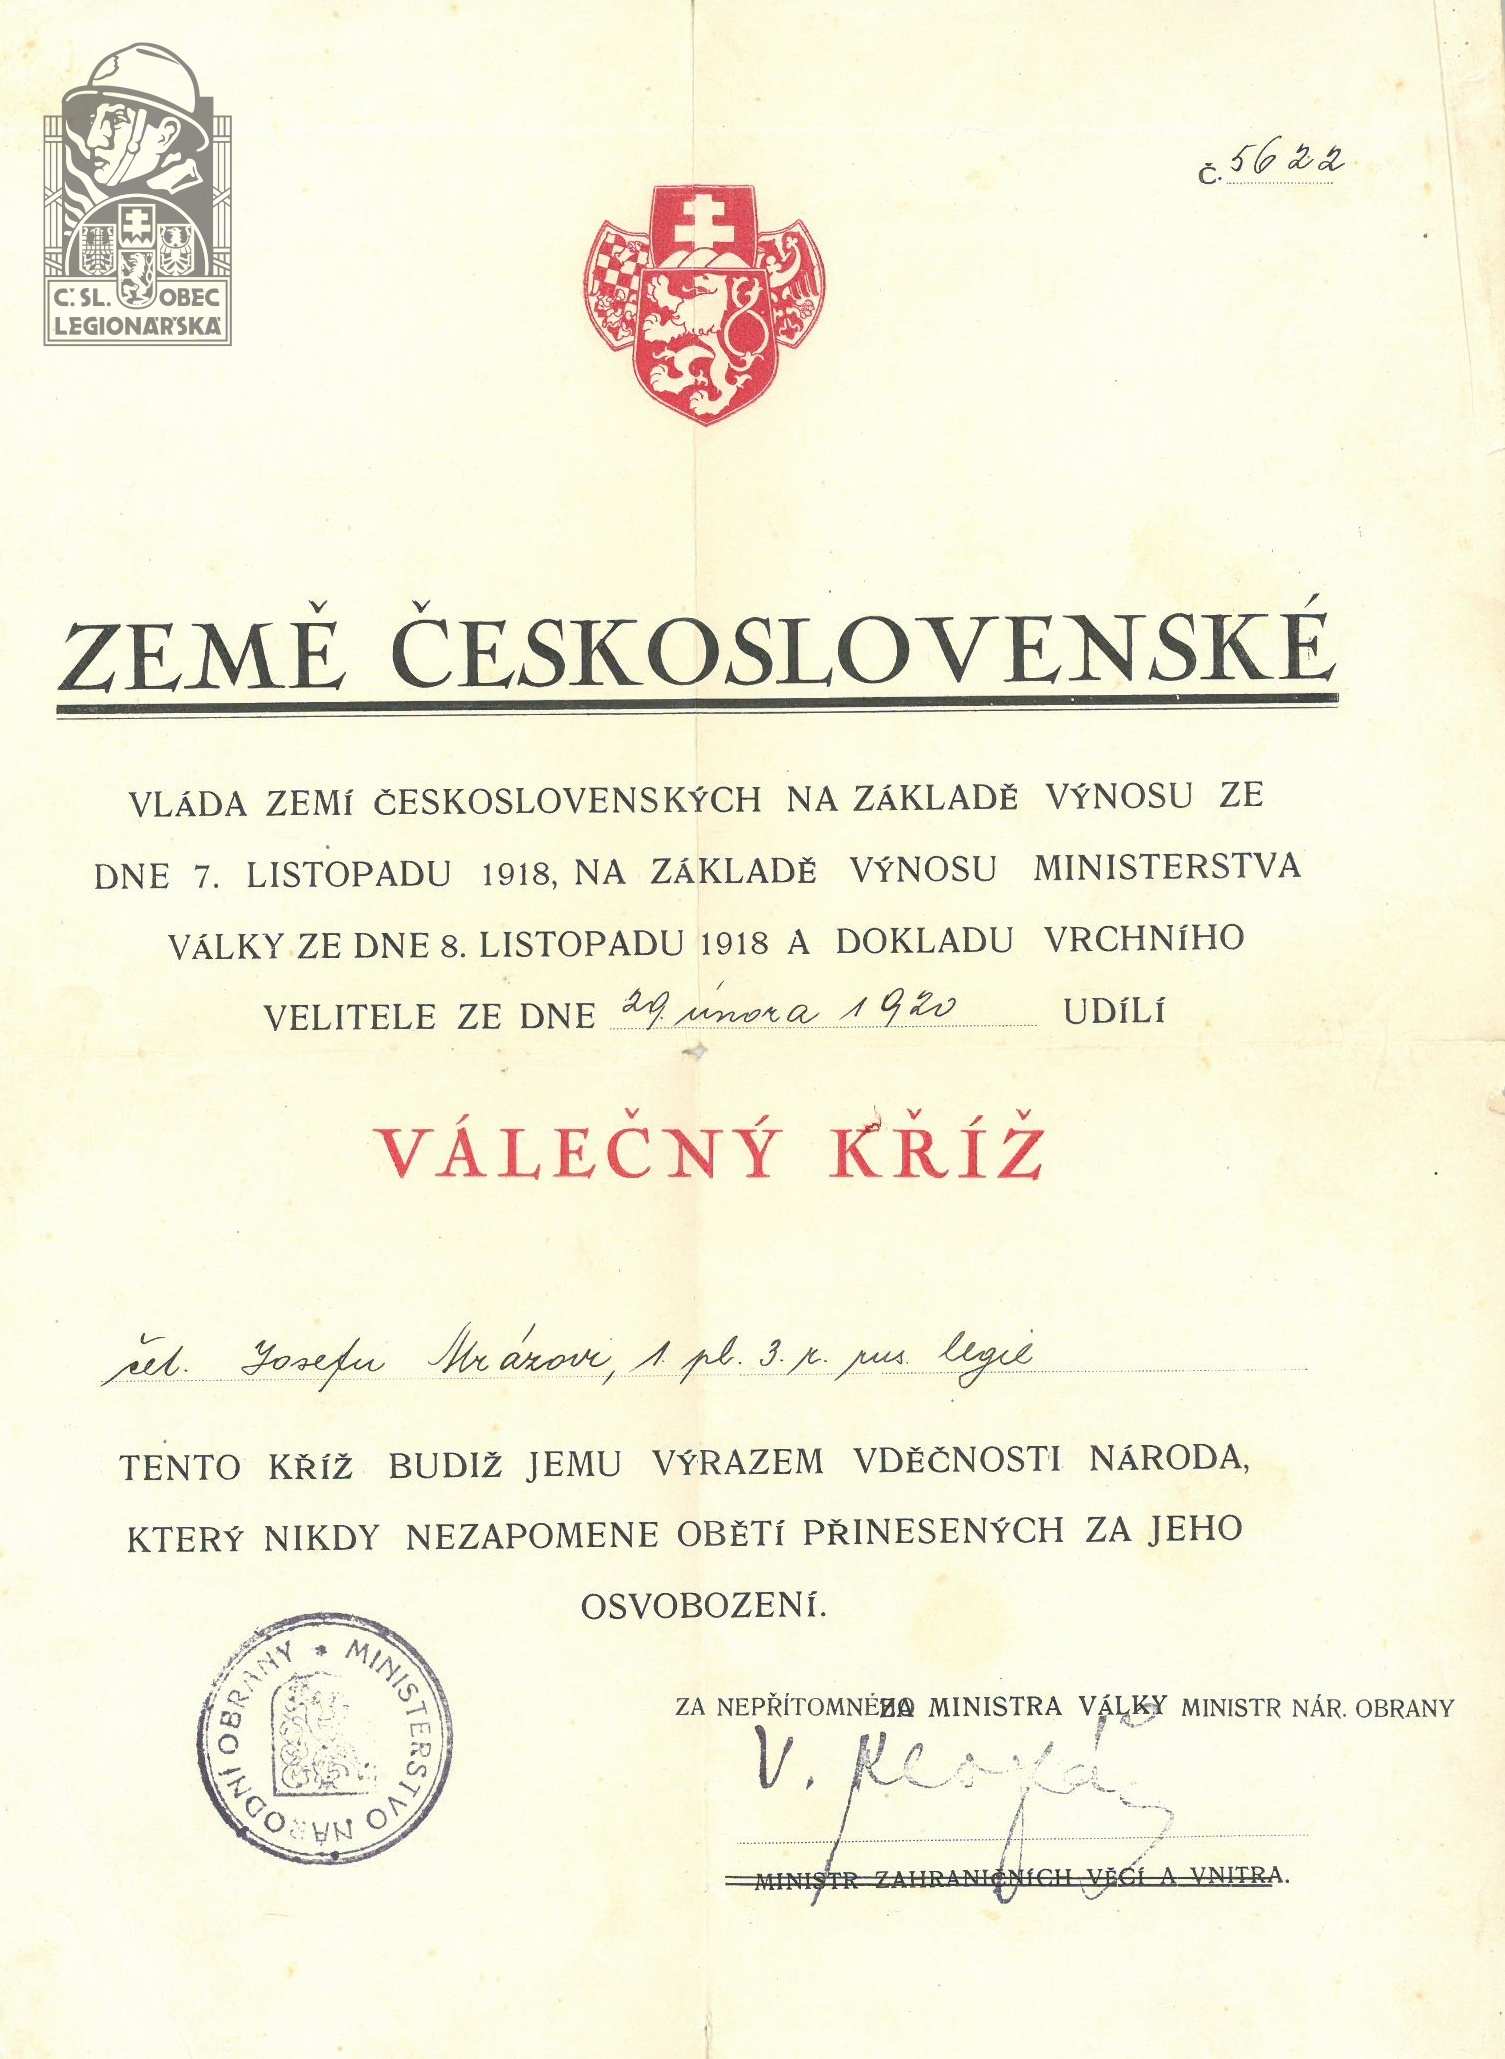 Č. SL. OBEC
LEGIONÁŘSKÁ
č. 5622
ZEMĚ ČESKOSLOVENSKÉ
VLÁDA ZEMÍ ČESKOSLOVENSKÝCH NA ZÁKLADĚ VÝNOSU ZE
DNE 7. LISTOPADU 1918, NA ZÁKLADĚ VÝNOSU MINISTERSTVA
VÁLKY ZE DNE 8. LISTOPADU 1918 A DOKLADU VRCHNÍHO
VELITELE ZE DNE 29. února 1920 UDÍLÍ
VÁLEČNÝ KŘÍŽ
čet. Josefu Mrázovi, 1. pl. 3. r. rus. legie
TENTO KŘÍŽ BUDIŽ JEMU VÝRAZEM VDĚČNOSTI NÁRODA,
KTERÝ NIKDY NEZAPOMENE OBĚTÍ PŘINESENÝCH ZA JEHO
OSVOBOZENÍ.
MINISTERSTVO NÁRODNÍ OBRANY
ZA NEPŘÍTOMNÉHO MINISTRA VÁLKY MINISTR NÁR. OBRANY
V. Klofáč
MINISTR ZAHRANIČNÍCH VĚCÍ A VNITRA.